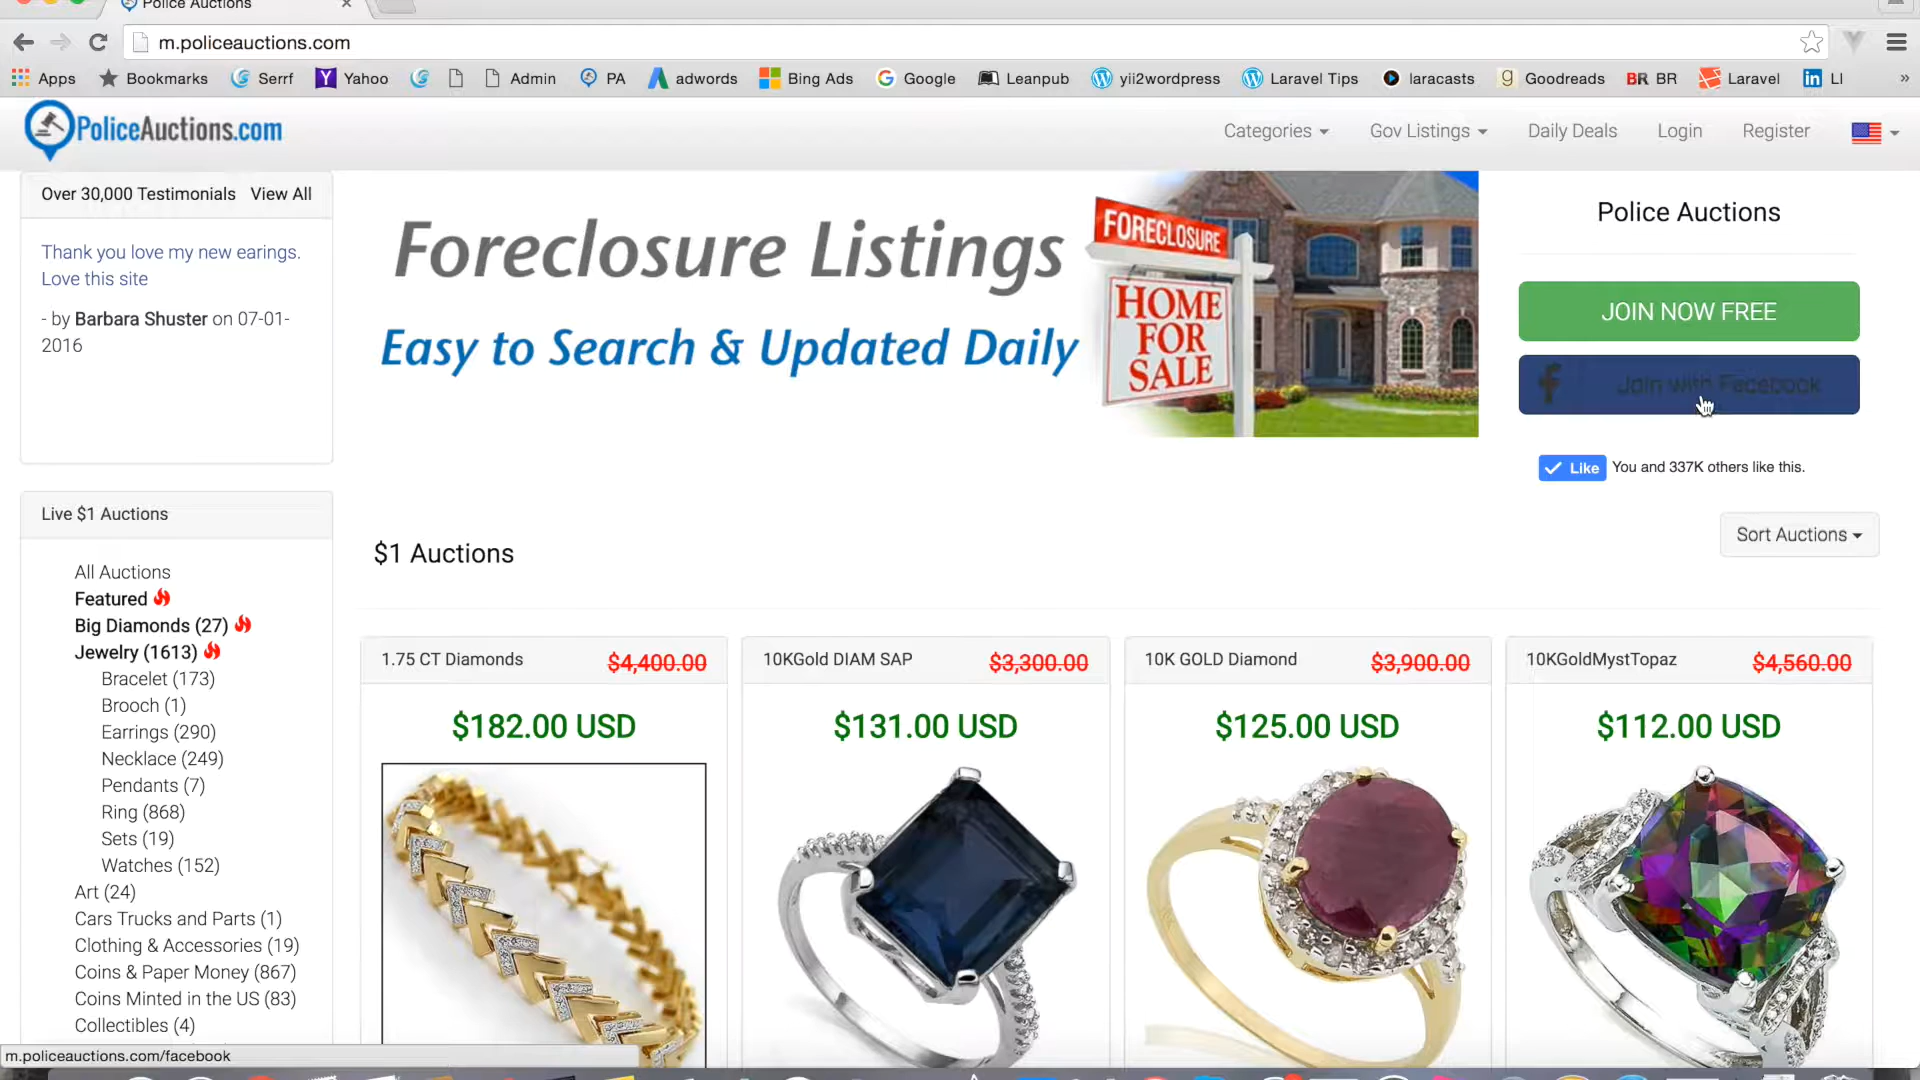 Police Auctions
m.policeauctions.com
Apps Bookmarks Serrf Yahoo Admin PA adwords Bing Ads Google Leanpub yii2wordpress Laravel Tips laracasts Goodreads BR BR Laravel LI »
PoliceAuctions.com
Categories Gov Listings Daily Deals Login Register
Over 30,000 Testimonials View All
Thank you love my new earings.
Love this site
- by Barbara Shuster on 07-01-
2016
Foreclosure Listings
Easy to Search & Updated Daily
FORECLOSURE
HOME
FOR
SALE
Police Auctions
JOIN NOW FREE
Join with Facebook
Like You and 337K others like this.
Sort Auctions
Live $1 Auctions
All Auctions
Featured
Big Diamonds (27)
Jewelry (1613)
Bracelet (173)
Brooch (1)
Earrings (290)
Necklace (249)
Pendants (7)
Ring (868)
Sets (19)
Watches (152)
Art (24)
Cars Trucks and Parts (1)
Clothing & Accessories (19)
Coins & Paper Money (867)
Coins Minted in the US (83)
Collectibles (4)
$1 Auctions
1.75 CT Diamonds $4,400.00
$182.00 USD
10KGold DIAM SAP $3,300.00
$131.00 USD
10K GOLD Diamond $3,900.00
$125.00 USD
10KGoldMystTopaz $4,560.00
$112.00 USD
m.policeauctions.com/facebook